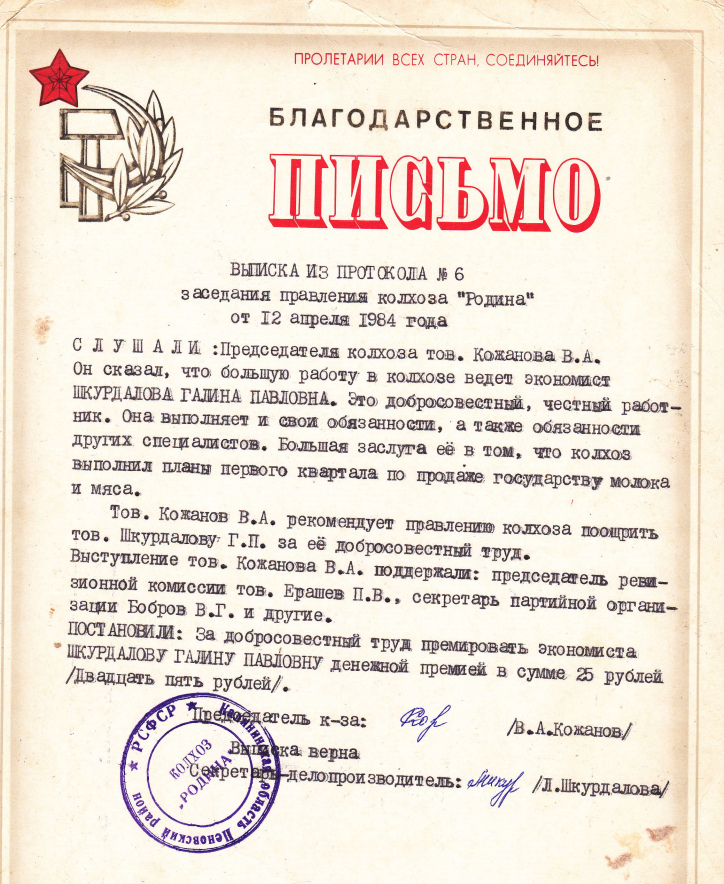 ПРОЛЕТАРИИ ВСЕХ СТРАН, СОЕДИНЯЙТЕСЬ!
БЛАГОДАРСТВЕННОЕ
ПИСЬМО
ВЫПИСКА ИЗ ПРОТОКОЛА № 6
заседания правления колхоза "Родина"
от 12 апреля 1984 года
С Л У Ш А Л И :Председателя колхоза тов. Кожанова В.А.
Он сказал, что большую работу в колхозе ведет экономист
ШКУРДАЛОВА ГАЛИНА ПАВЛОВНА. Это добросовестный, честный работ-
ник. Она выполняет и свои обязанности, а также обязанности
других специалистов. Большая заслуга её в том, что колхоз
выполнил планы первого квартала по продаже государству молока
и мяса.
Тов. Кожанов В.А. рекомендует правлению колхоза поощрить
тов. Шкурдалову Г.П. за её добросовестный труд.
Выступление тов. Кожанова В.А. поддержали: председатель реви-
зионной комиссии тов. Ерашев П.В., секретарь партийной органи-
зации Бобров В.Г. и другие.
ПОСТАНОВИЛИ: За добросовестный труд премировать экономиста
ШКУРДАЛОВУ ГАЛИНУ ПАВЛОВНУ денежной премией в сумме 25 рублей
/Двадцать пять рублей/.
Председатель к-за: /В.А.Кожанов/
Выписка верна
Секретарь-делопроизводитель: /Л.Шкурдалова/
РСФСР ★ Калининская область Пеновский район ★
КОЛХОЗ
„РОДИНА"